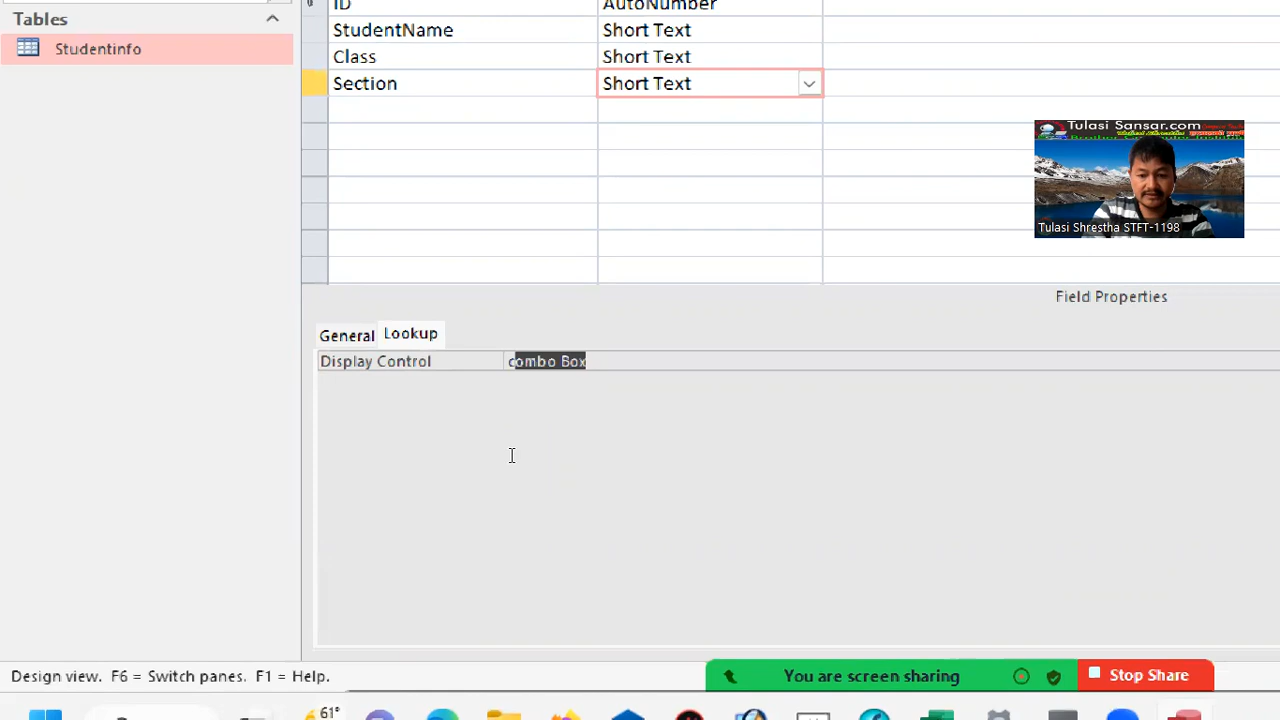 ID AutoNumber
Tables
StudentName Short Text
Studentinfo
Class Short Text
Section Short Text
Tulasi Sansar.com
Tulasi Shrestha STFT-1198
Field Properties
General Lookup
Display Control combo Box
Design view. F6 = Switch panes. F1 = Help.
You are screen sharing
Stop Share
61°